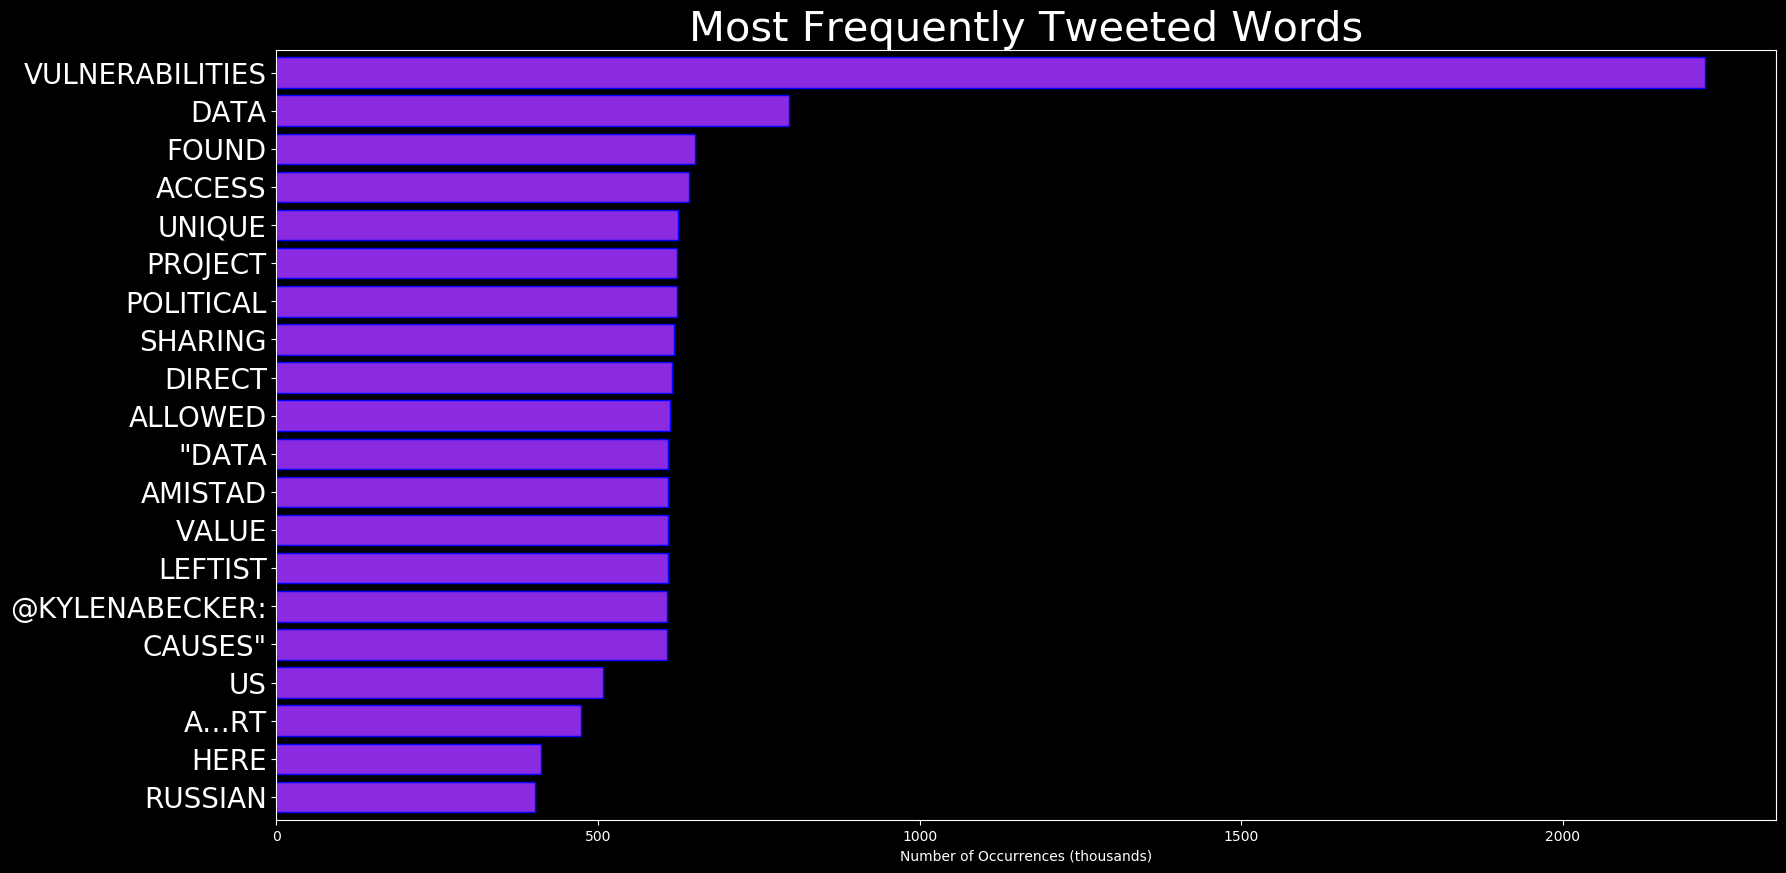 Most Frequently Tweeted Words
VULNERABILITIES
DATA
FOUND
ACCESS
UNIQUE
PROJECT
POLITICAL
SHARING
DIRECT
ALLOWED
"DATA
AMISTAD
VALUE
LEFTIST
@KYLENABECKER:
CAUSES"
US
A…RT
HERE
RUSSIAN
0 500 1000 1500 2000
Number of Occurrences (thousands)